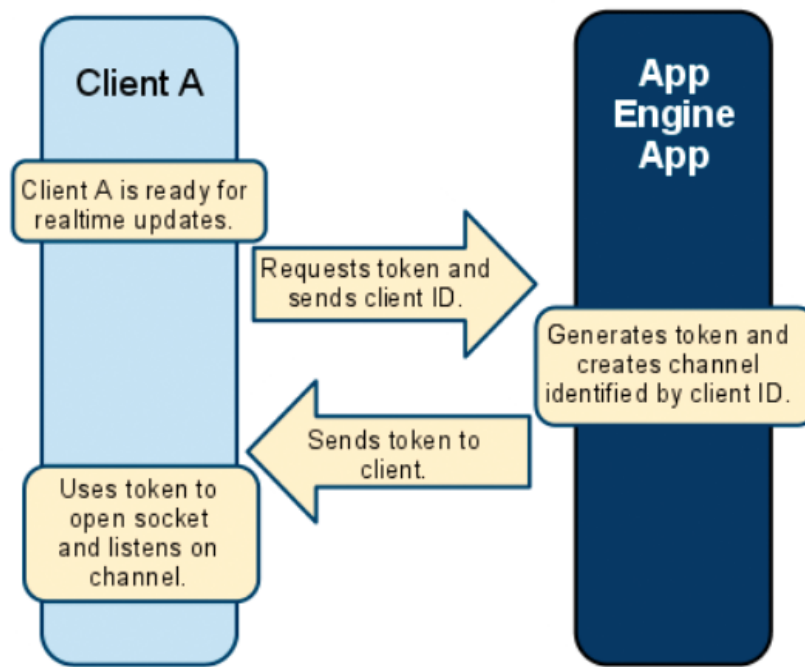 Client A
App
Engine
App
Client A is ready for
realtime updates.
Requests token and
sends client ID.
Generates token and
creates channel
identified by client ID.
Sends token to
client.
Uses token to
open socket
and listens on
channel.